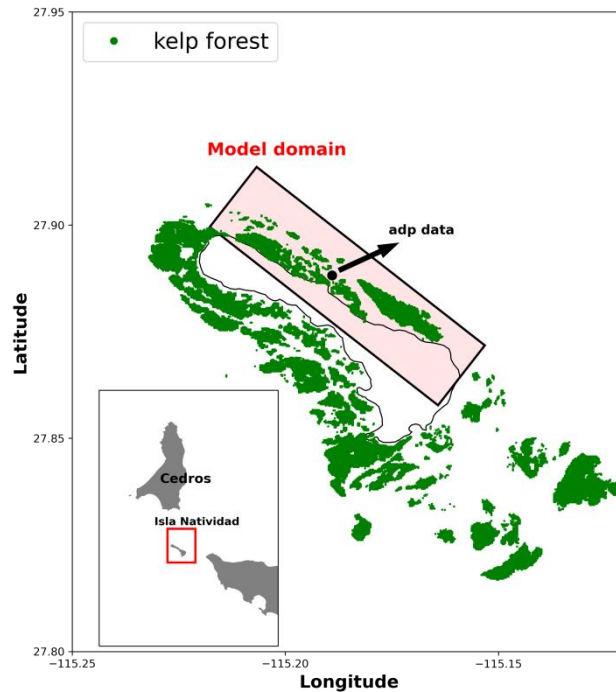 27.95
kelp forest
Model domain
27.90
adp data
Latitude
27.85
Cedros
Isla Natividad
27.80
−115.25
−115.20
−115.15
Longitude